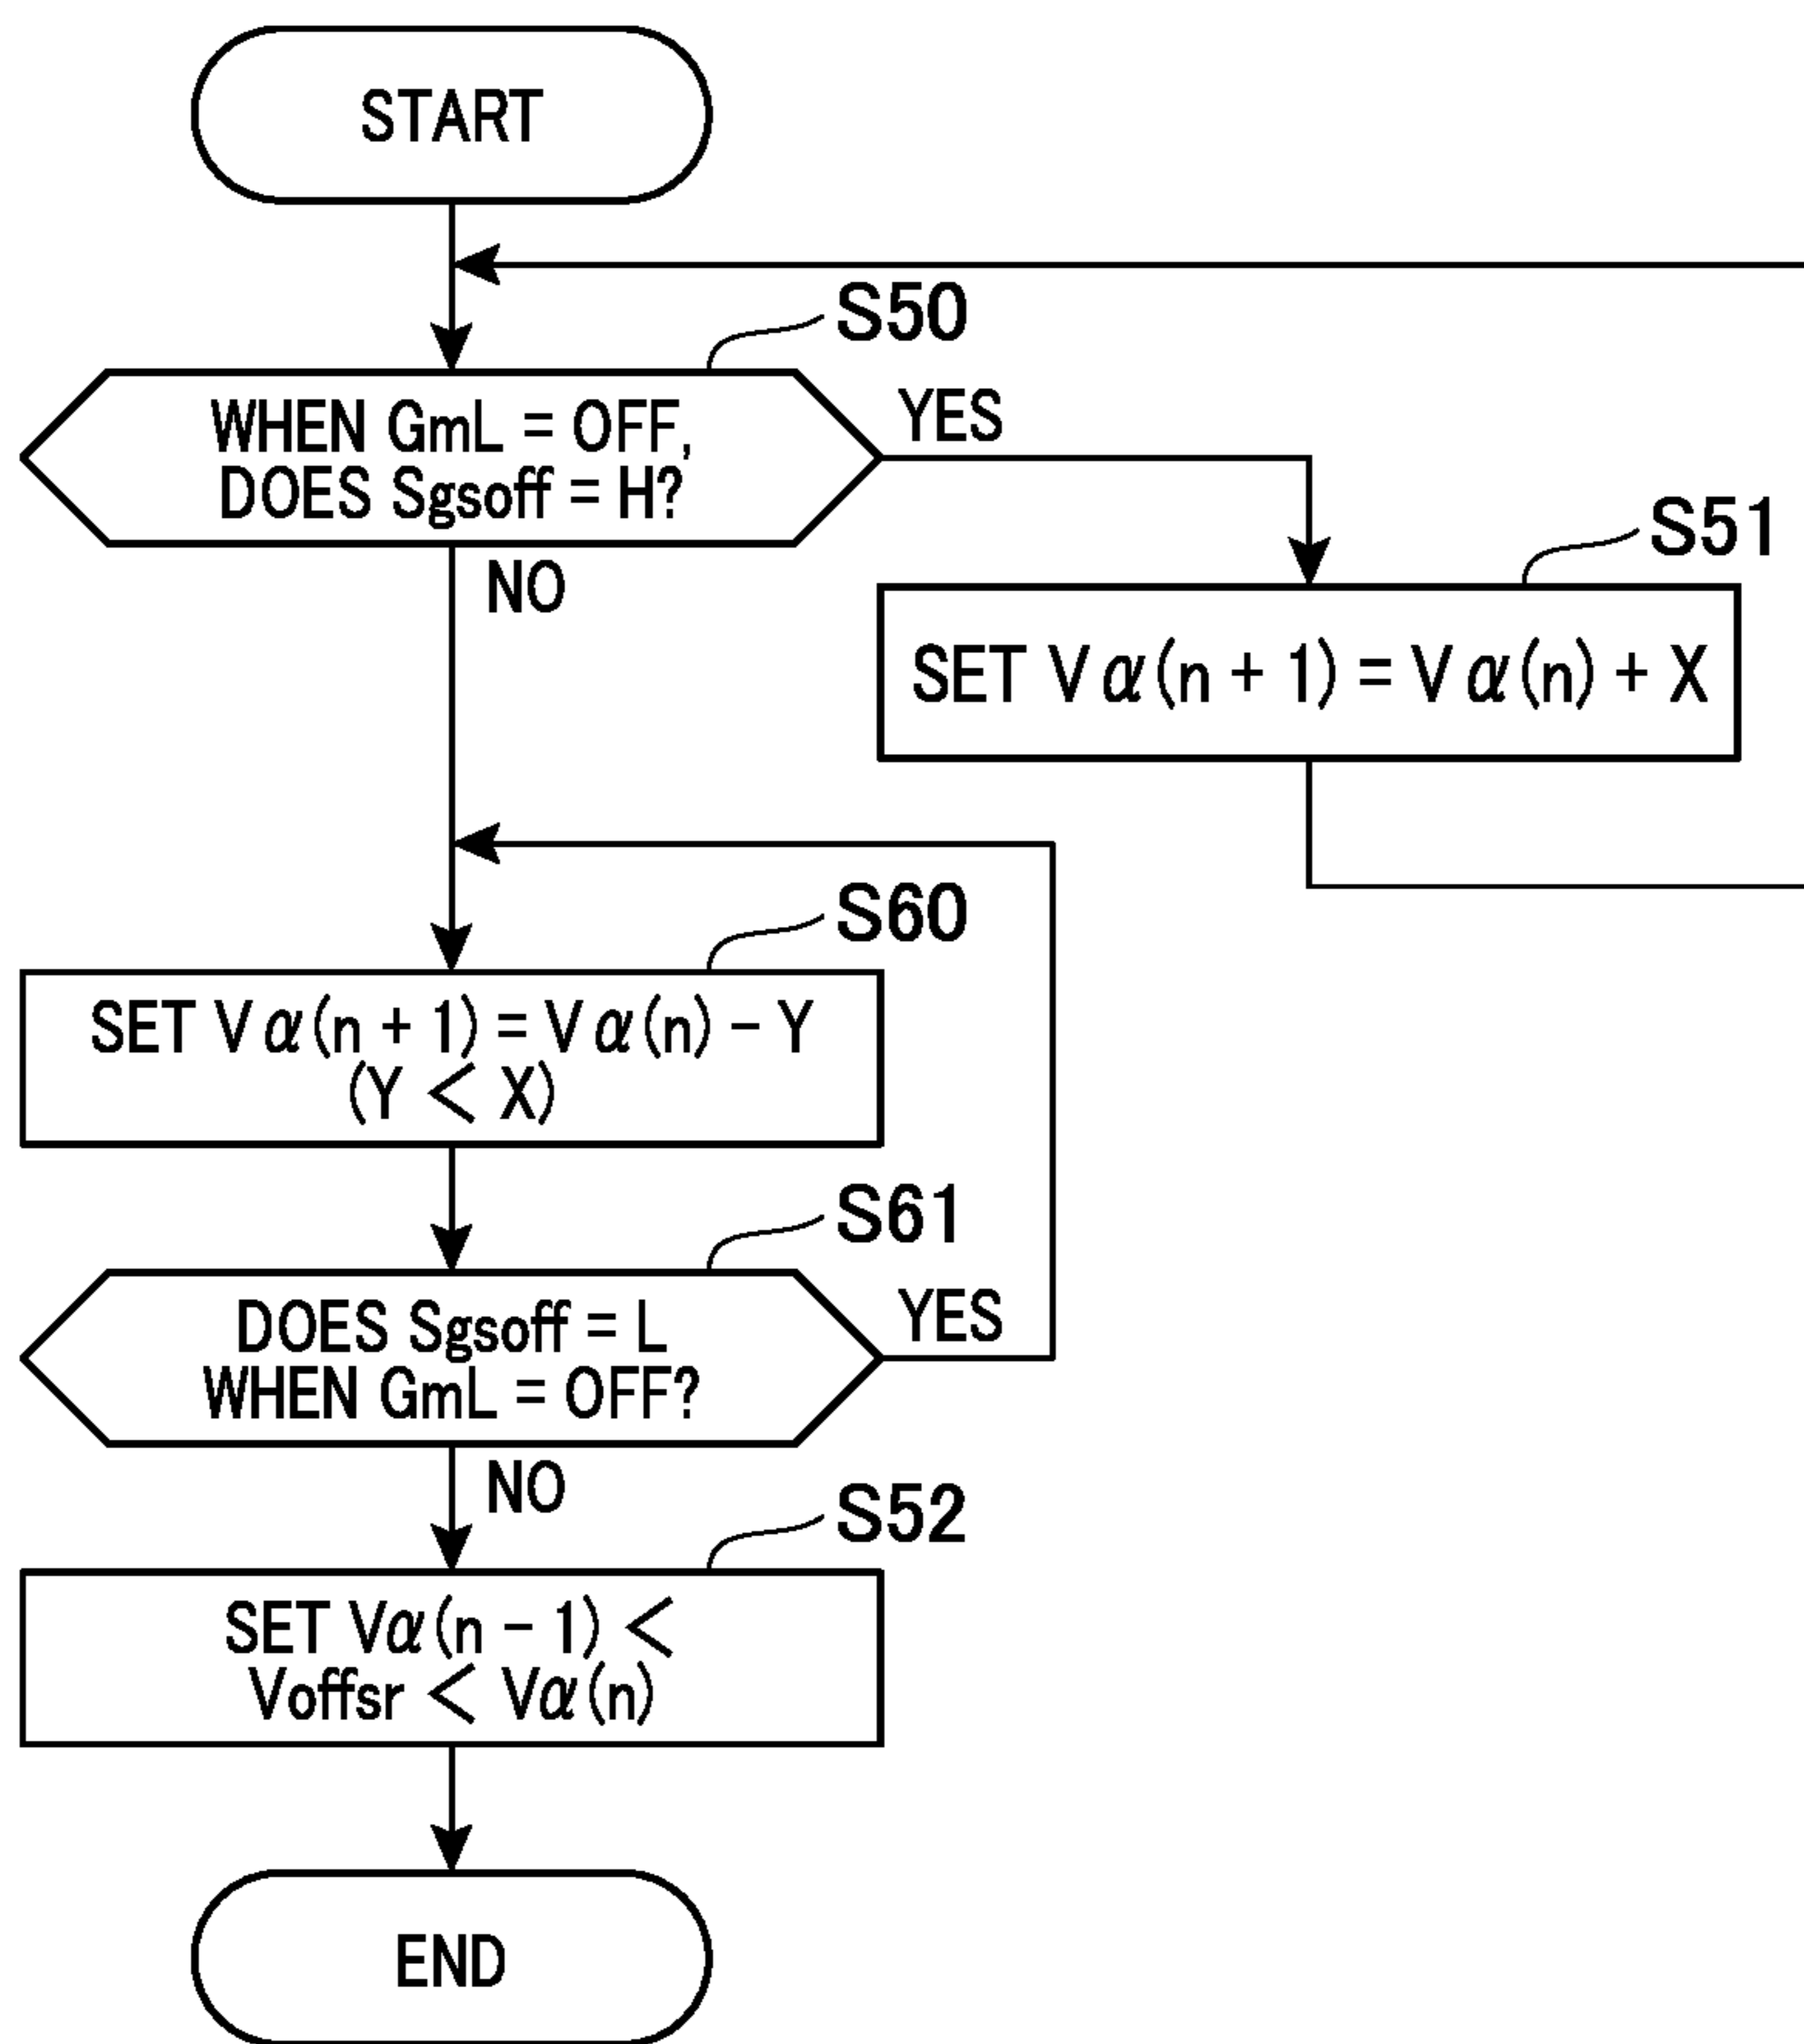 START
S50
WHEN GmL = OFF,
DOES Sgsoff = H?
YES
NO
S51
SET Vα(n + 1) = Vα(n) + X
S60
SET Vα(n + 1) = Vα(n) - Y
(Y < X)
S61
DOES Sgsoff = L
WHEN GmL = OFF?
YES
NO
S52
SET Vα(n - 1) <
Voffsr < Vα(n)
END